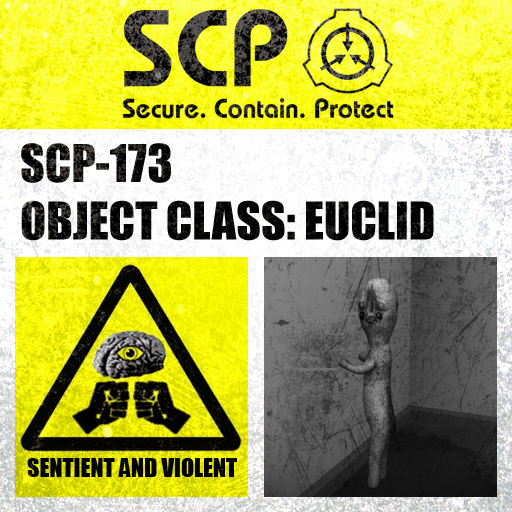 SCP
Secure. Contain. Protect
SCP-173
OBJECT CLASS: EUCLID
SENTIENT AND VIOLENT